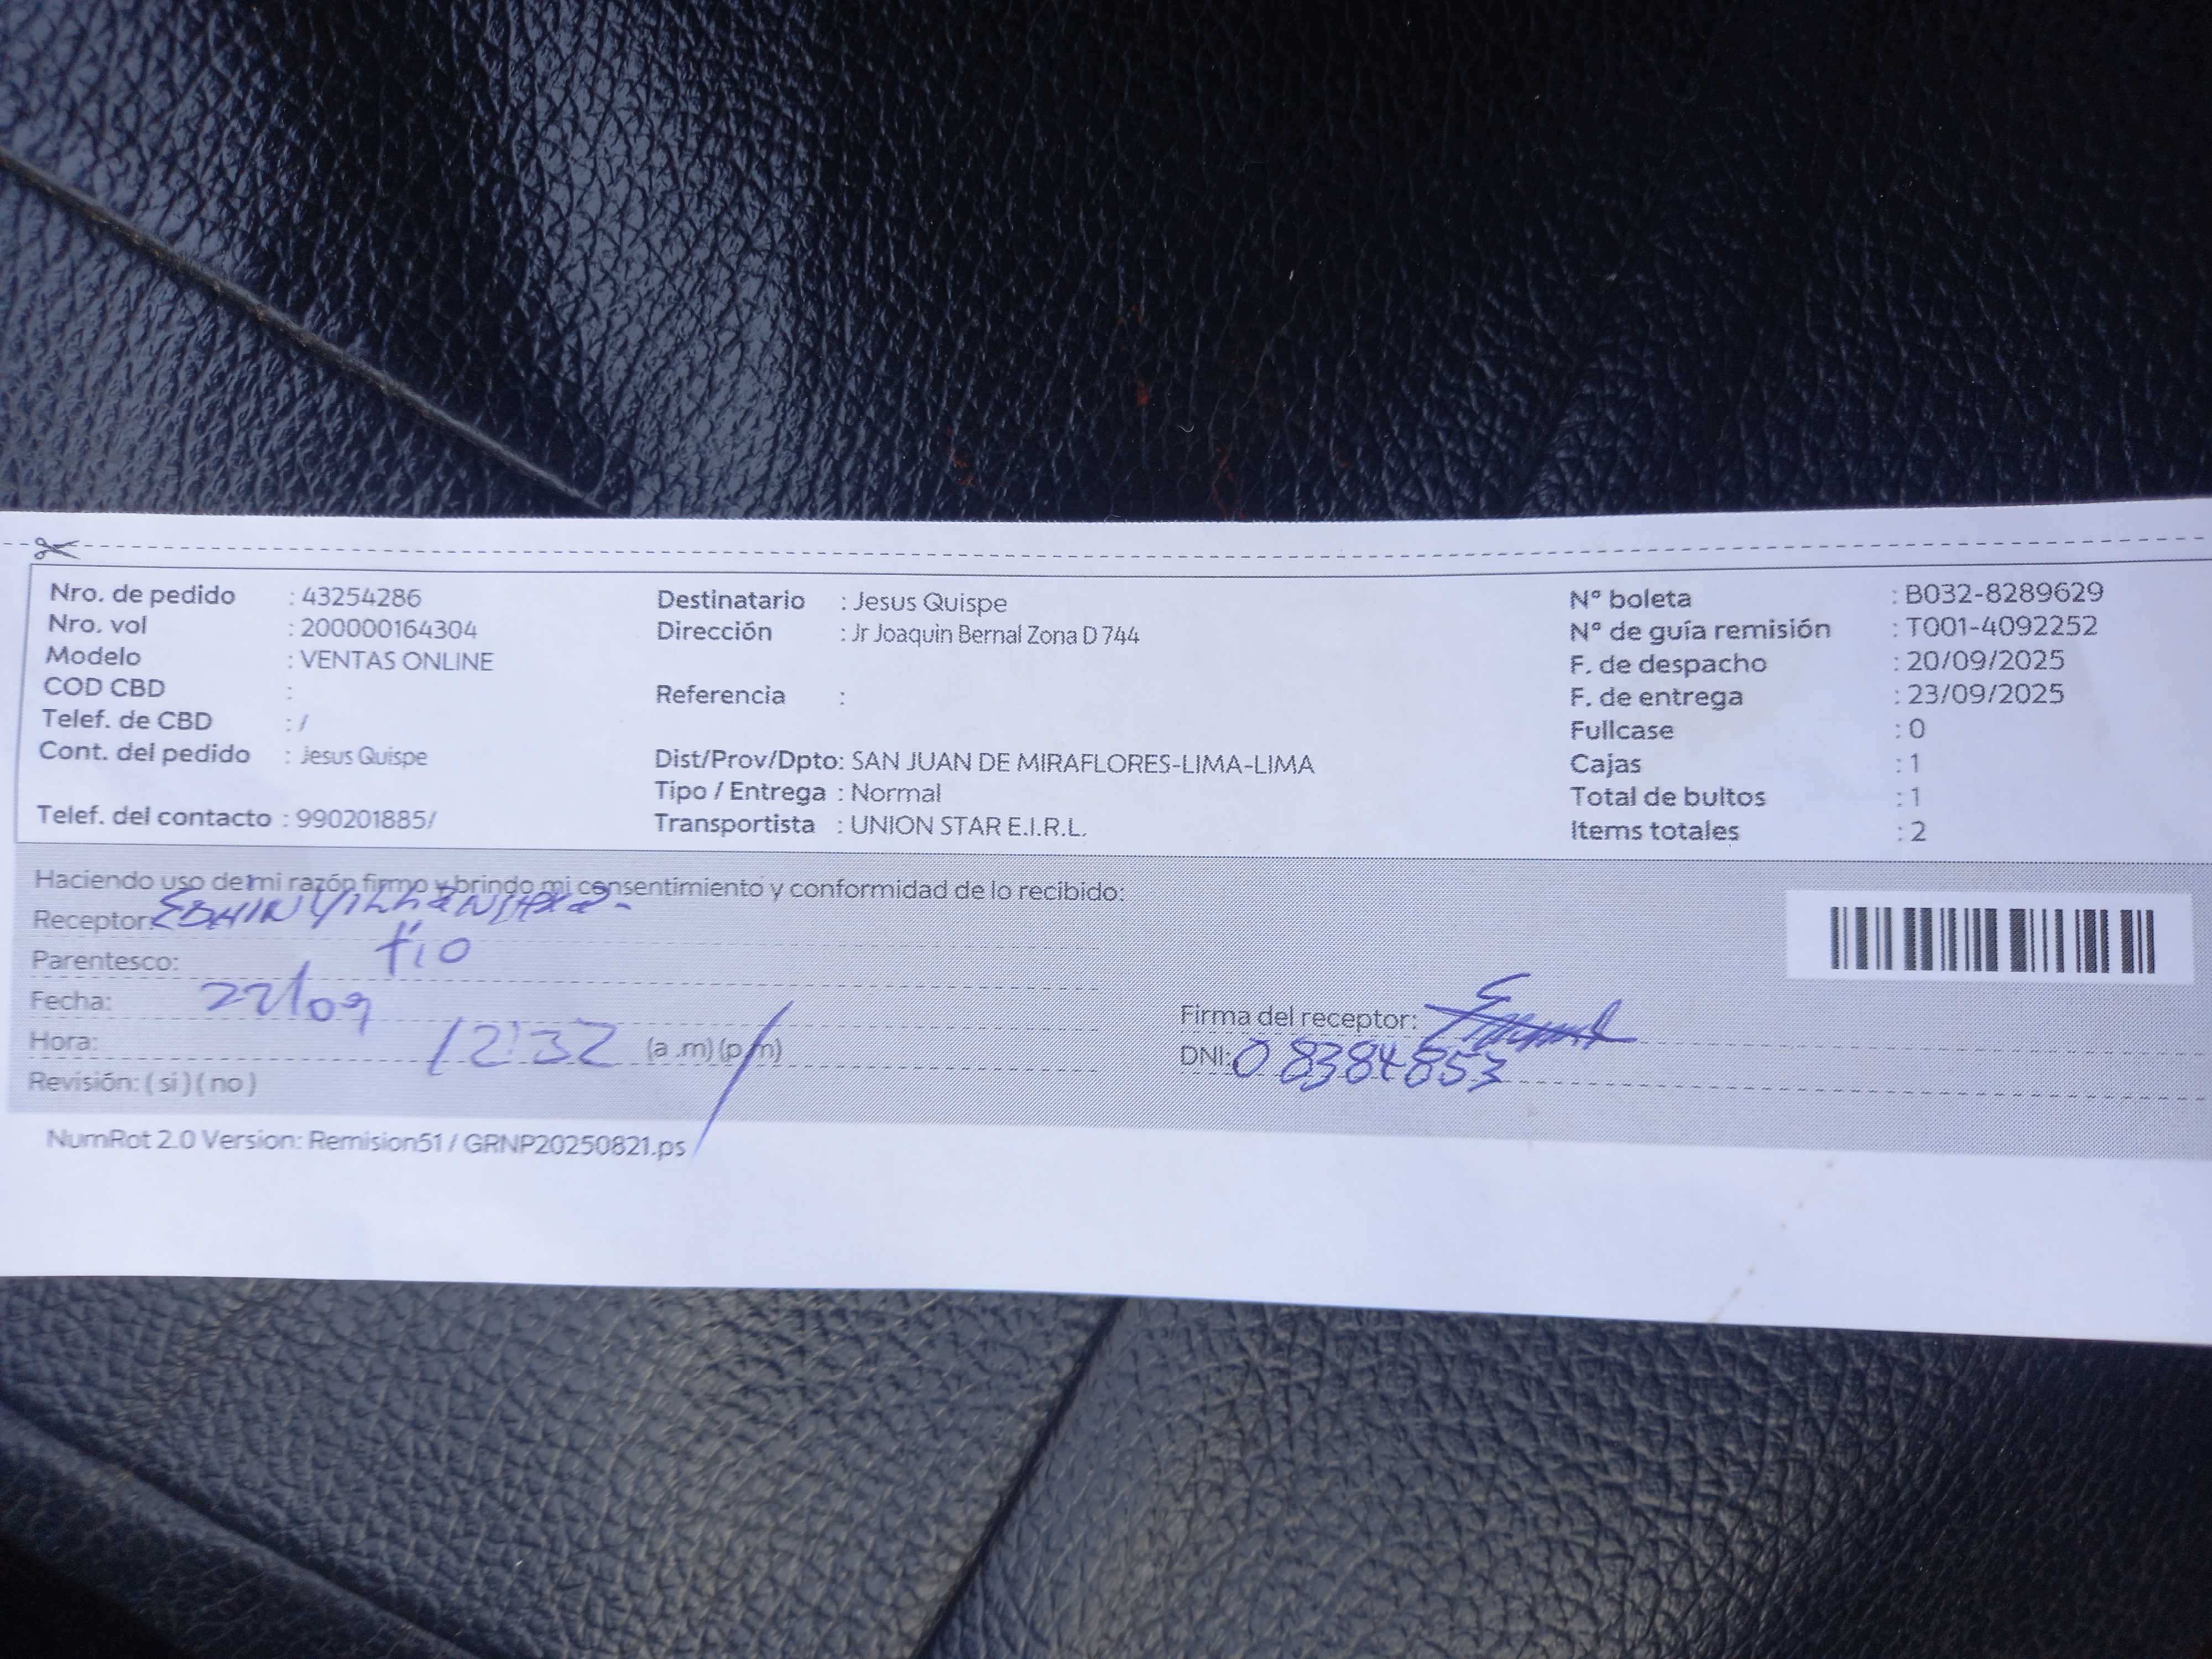 Nro. de pedido : 43254286
Nro. vol : 200000164304
Modelo : VENTAS ONLINE
COD CBD :
Telef. de CBD : /
Cont. del pedido : Jesus Quispe
Telef. del contacto : 990201885/
Destinatario : Jesus Quispe
Dirección : Jr Joaquin Bernal Zona D 744
Referencia :
Dist/Prov/Dpto: SAN JUAN DE MIRAFLORES-LIMA-LIMA
Tipo / Entrega : Normal
Transportista : UNION STAR E.I.R.L.
N° boleta : B032-8289629
N° de guía remisión : T001-4092252
F. de despacho : 20/09/2025
F. de entrega : 23/09/2025
Fullcase : 0
Cajas : 1
Total de bultos : 1
Items totales : 2
Haciendo uso de mi razón firmo y brindo mi consentimiento y conformidad de lo recibido:
Receptor:
Parentesco: tío
Fecha: 22/09
Hora: 12:32 (a .m) (p.m)
Revisión: ( si ) ( no )
Firma del receptor:
DNI: 08384853
NumRot 2.0 Version: Remision51 / GRNP20250821.ps